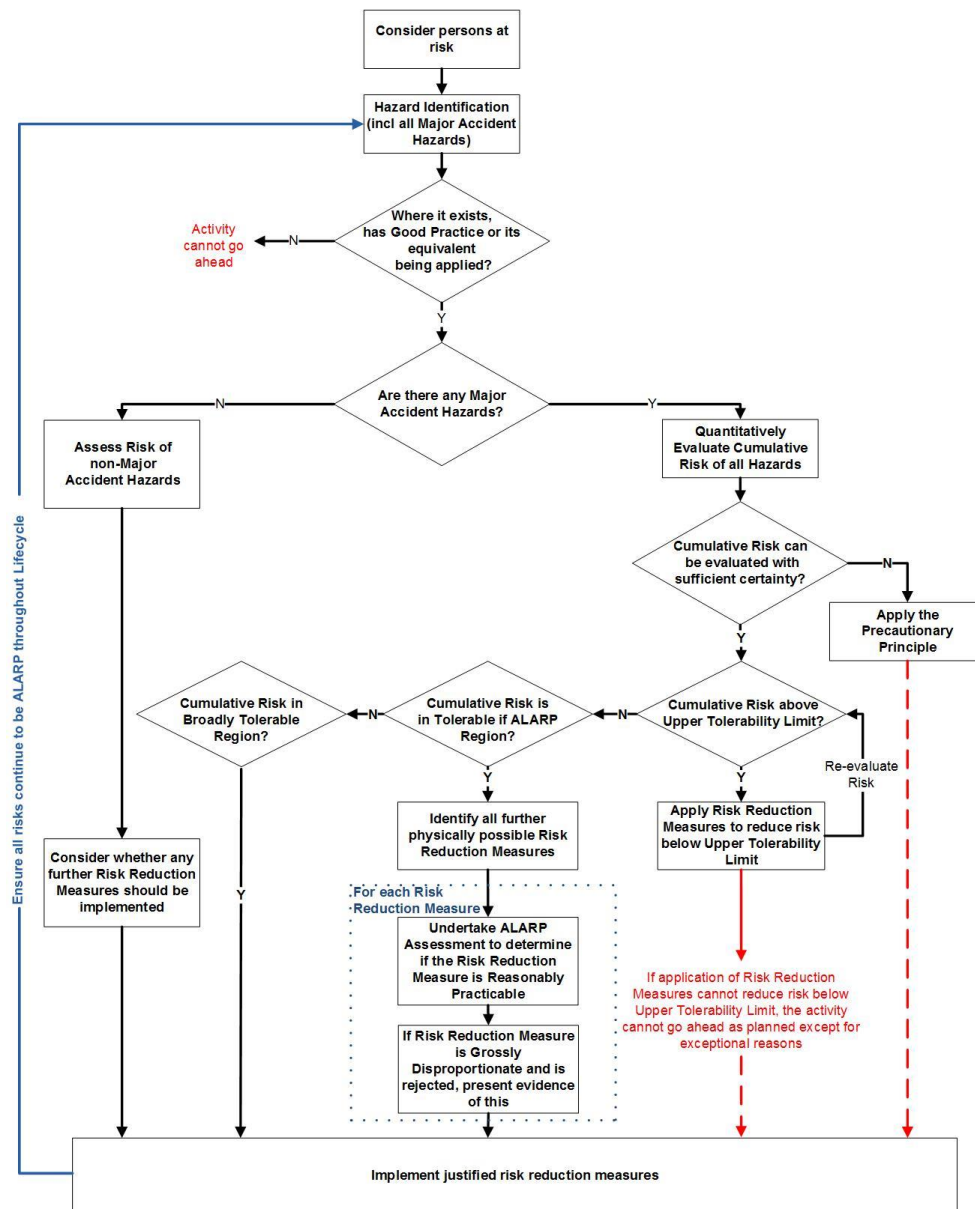 Consider persons at
risk
Hazard Identification
(incl all Major Accident
Hazards)
Where it exists,
has Good Practice or its
equivalent
being applied?
N
Activity
cannot go
ahead
Y
Are there any Major
Accident Hazards?
N
Y
Assess Risk of
non-Major
Accident Hazards
Quantitatively
Evaluate Cumulative
Risk of all Hazards
Cumulative Risk can
be evaluated with
sufficient certainty?
N
Apply the
Precautionary
Principle
Y
Cumulative Risk in
Broadly Tolerable
Region?
N
Cumulative Risk is
in Tolerable if ALARP
Region?
N
Cumulative Risk above
Upper Tolerability Limit?
Re-evaluate
Risk
Y
Y
Identify all further
physically possible Risk
Reduction Measures
Apply Risk Reduction
Measures to reduce risk
below Upper Tolerability
Limit
Consider whether any
further Risk Reduction
Measures should be
implemented
Y
For each Risk
Reduction Measure
Undertake ALARP
Assessment to determine
if the Risk Reduction
Measure is Reasonably
Practicable
If application of Risk Reduction
Measures cannot reduce risk below
Upper Tolerability Limit, the activity
cannot go ahead as planned except for
exceptional reasons
If Risk Reduction Measure
is Grossly
Disproportionate and is
rejected, present evidence
of this
Implement justified risk reduction measures
Ensure all risks continue to be ALARP throughout Lifecycle